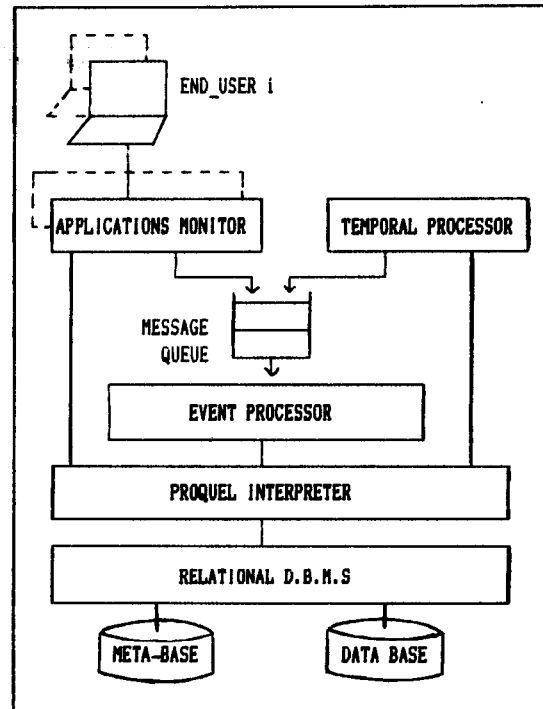 END_USER i
APPLICATIONS MONITOR
TEMPORAL PROCESSOR
MESSAGE
QUEUE
EVENT PROCESSOR
PROQUEL INTERPRETER
RELATIONAL D.B.M.S
META-BASE
DATA BASE